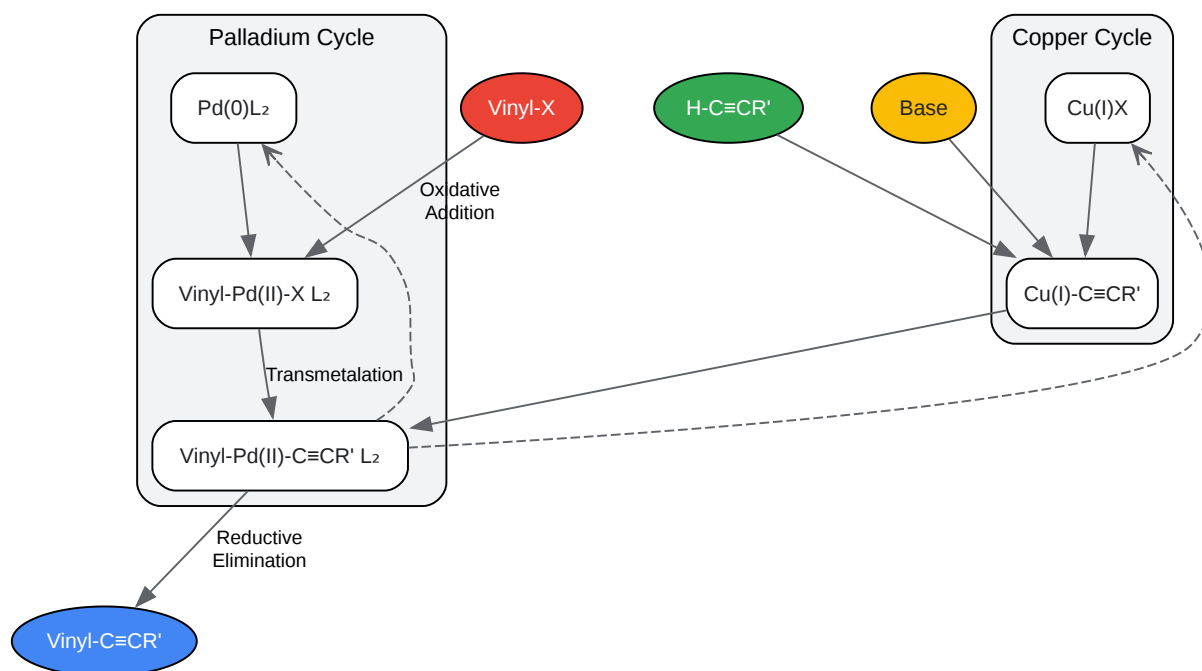 Palladium Cycle
Copper Cycle
Pd(0)L₂
Vinyl-X
H-C≡CR'
Base
Cu(I)X
Oxidative
Addition
Vinyl-Pd(II)-X L₂
Cu(I)-C≡CR'
Transmetalation
Vinyl-Pd(II)-C≡CR' L₂
Reductive
Elimination
Vinyl-C≡CR'